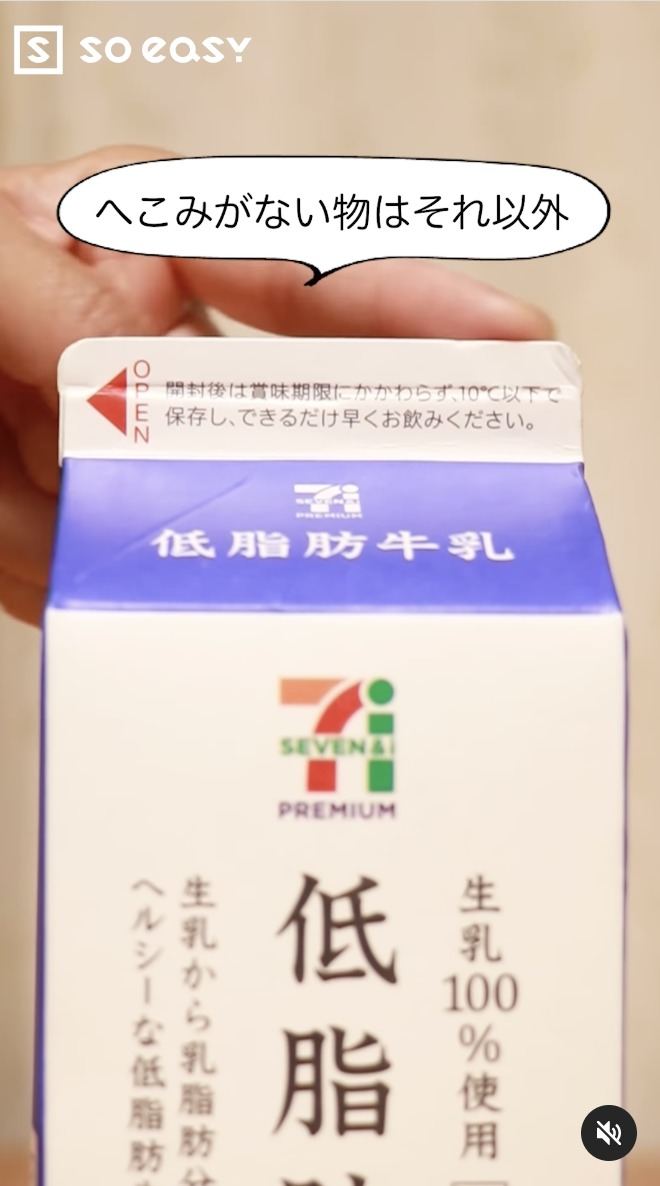 S so easy
へこみがない物はそれ以外
OPEN
開封後は賞味期限にかかわらず、10℃以下で
保存し、できるだけ早くお飲みください。
SEVEN&i
PREMIUM
低脂肪牛乳
SEVEN&i
PREMIUM
生乳100%使用
低脂
生乳から乳脂肪分
ヘルシーな低脂肪